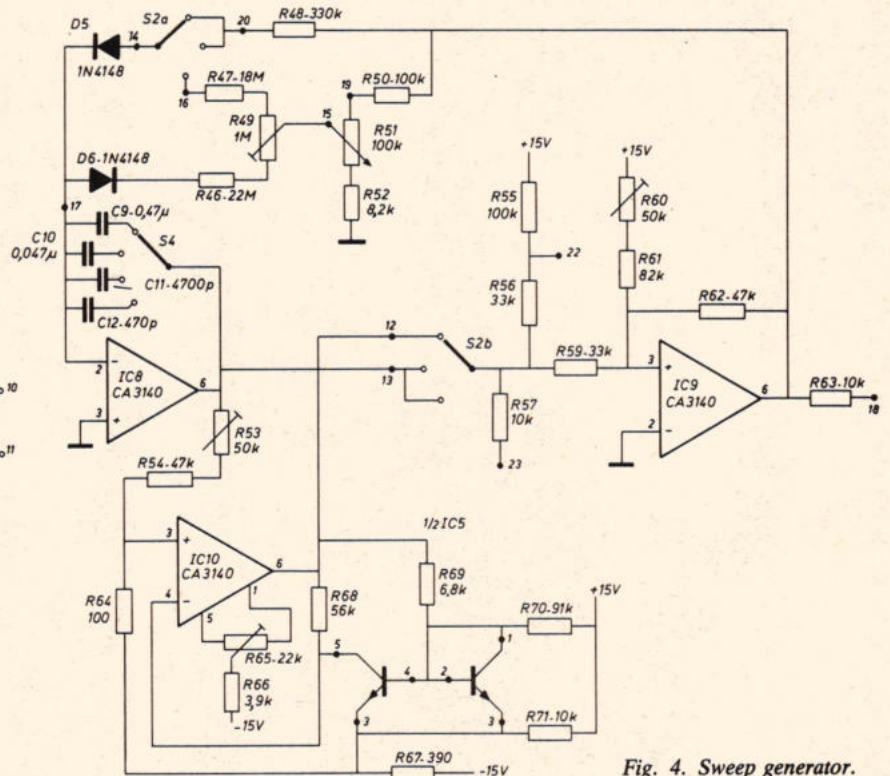 D5
14
S2a
20
R48-330k
1N4148
R47-18M
16
19
R50-100k
R49
1M
15
R51
100k
D6-1N4148
R46-22M
R52
8,2k
+15V
+15V
R55
100k
R60
50k
17
C9-0,47µ
C10
0,047µ
S4
C11-4700p
C12-470p
22
R56
33k
R61
82k
R62-47k
12
S2b
R59-33k
13
2
-
IC8
CA3140
6
3
+
3
+
IC9
CA3140
6
2
-
R63-10k
18
10
11
R53
50k
R57
10k
23
R54-47k
1/2 IC5
3
+
IC10
CA3140
6
4
-
1
5
R64
100
R65-22k
R66
3,9k
-15V
R68
56k
R69
6,8k
+15V
R70-91k
1
5
4
2
3
3
R71-10k
R67-390
-15V
Fig. 4. Sweep generator.